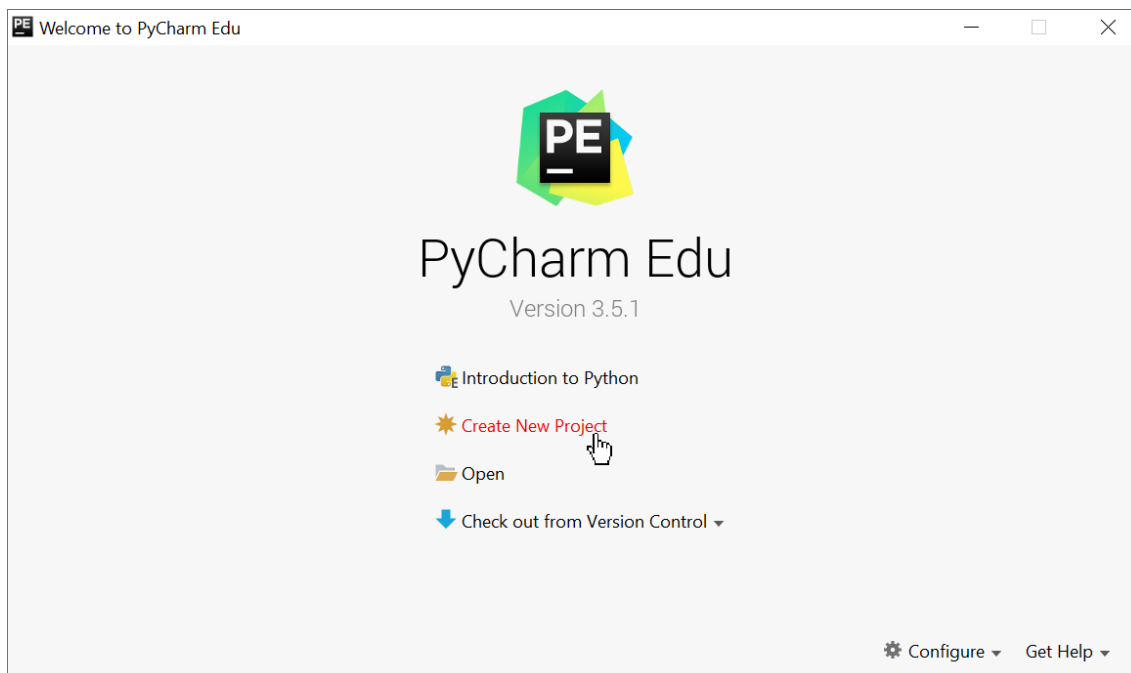 Welcome to PyCharm Edu
PE
PyCharm Edu
Version 3.5.1
Introduction to Python
Create New Project
Open
Check out from Version Control
Configure Get Help